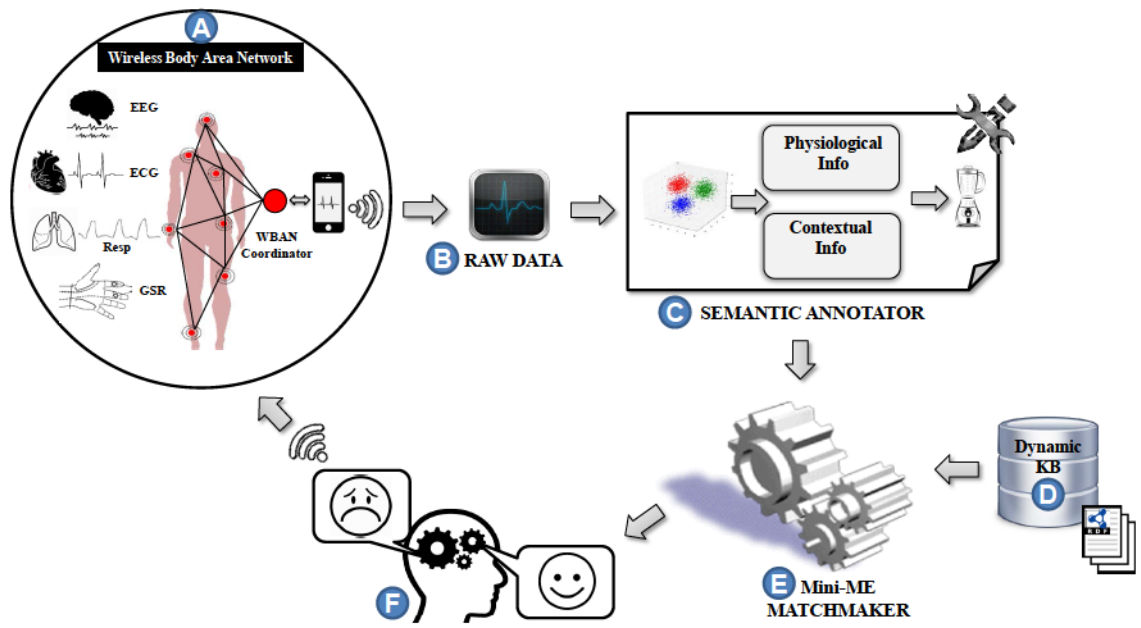 A
Wireless Body Area Network
EEG
ECG
Resp
GSR
WBAN
Coordinator
B RAW DATA
Physiological
Info
Contextual
Info
C SEMANTIC ANNOTATOR
Dynamic
KB
D
RDF
E Mini-ME
MATCHMAKER
F